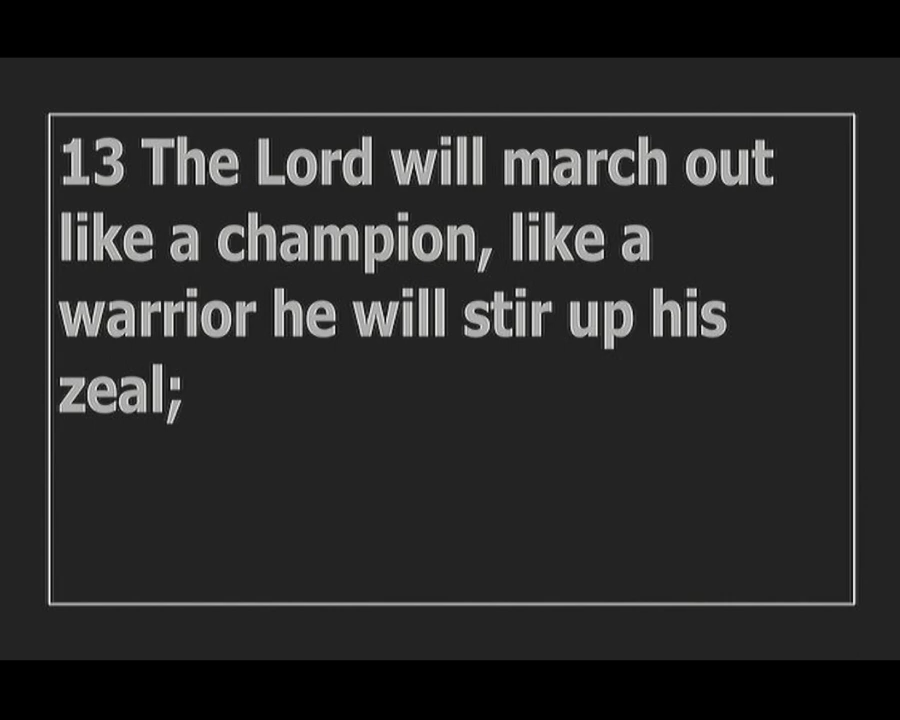 13 The Lord will march out
like a champion, like a
warrior he will stir up his
zeal;